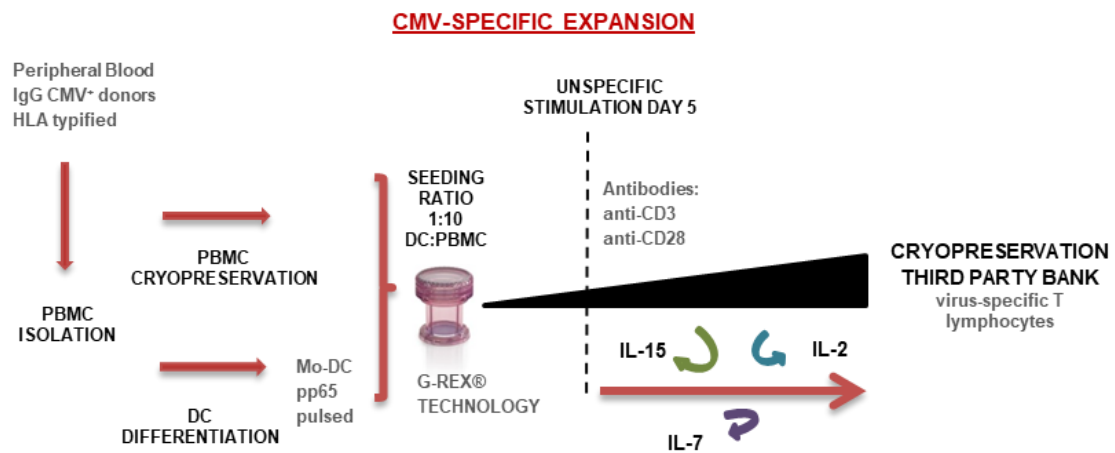 CMV-SPECIFIC EXPANSION
Peripheral Blood
IgG CMV⁺ donors
HLA typified
UNSPECIFIC
STIMULATION DAY 5
SEEDING
RATIO
1:10
DC:PBMC
Antibodies:
anti-CD3
anti-CD28
PBMC
CRYOPRESERVATION
PBMC
ISOLATION
CRYOPRESERVATION
THIRD PARTY BANK
virus-specific T
lymphocytes
Mo-DC
pp65
pulsed
G-REX®
TECHNOLOGY
DC
DIFFERENTIATION
IL-15
IL-2
IL-7